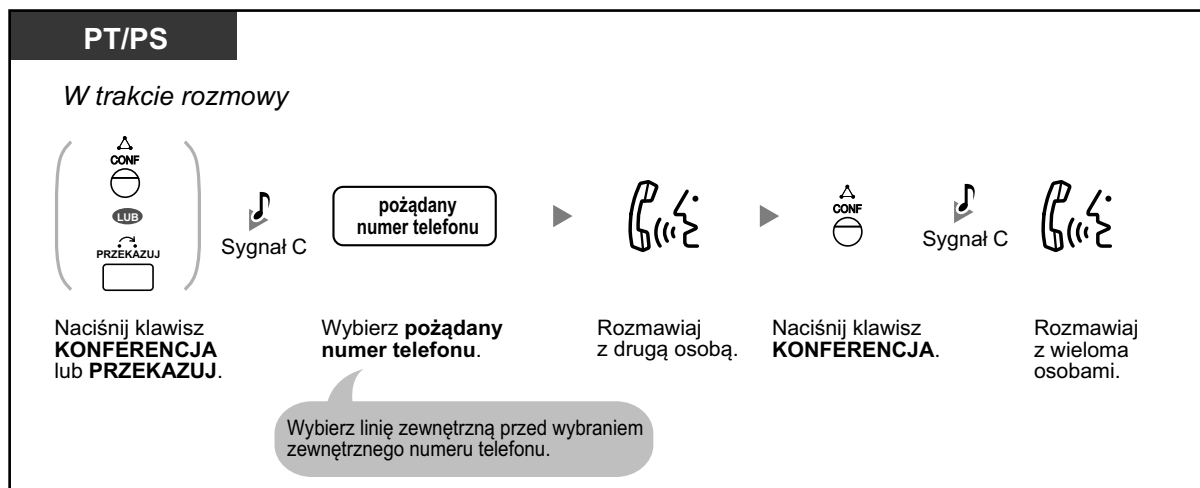 PT/PS
W trakcie rozmowy
CONF
LUB
PRZEKAZUJ
Sygnał C
pożądany
numer telefonu
CONF
Sygnał C
Naciśnij klawisz
KONFERENCJA
lub PRZEKAZUJ.
Wybierz pożądany
numer telefonu.
Rozmawiaj
z drugą osobą.
Naciśnij klawisz
KONFERENCJA.
Rozmawiaj
z wieloma
osobami.
Wybierz linię zewnętrzną przed wybraniem
zewnętrznego numeru telefonu.